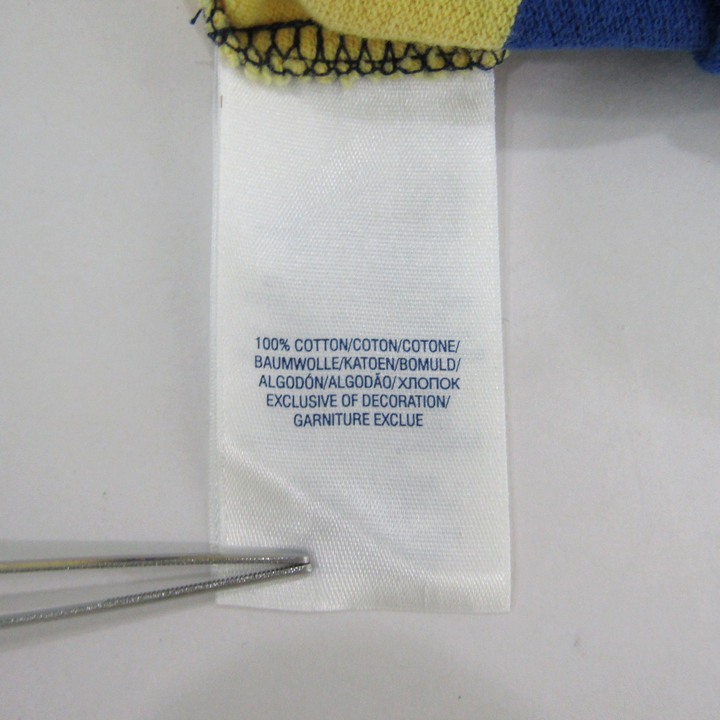 100% COTTON/COTON/COTONE/
BAUMWOLLE/KATOEN/BOMULD/
ALGODÓN/ALGODÃO/ХЛОПОК
EXCLUSIVE OF DECORATION/
GARNITURE EXCLUE